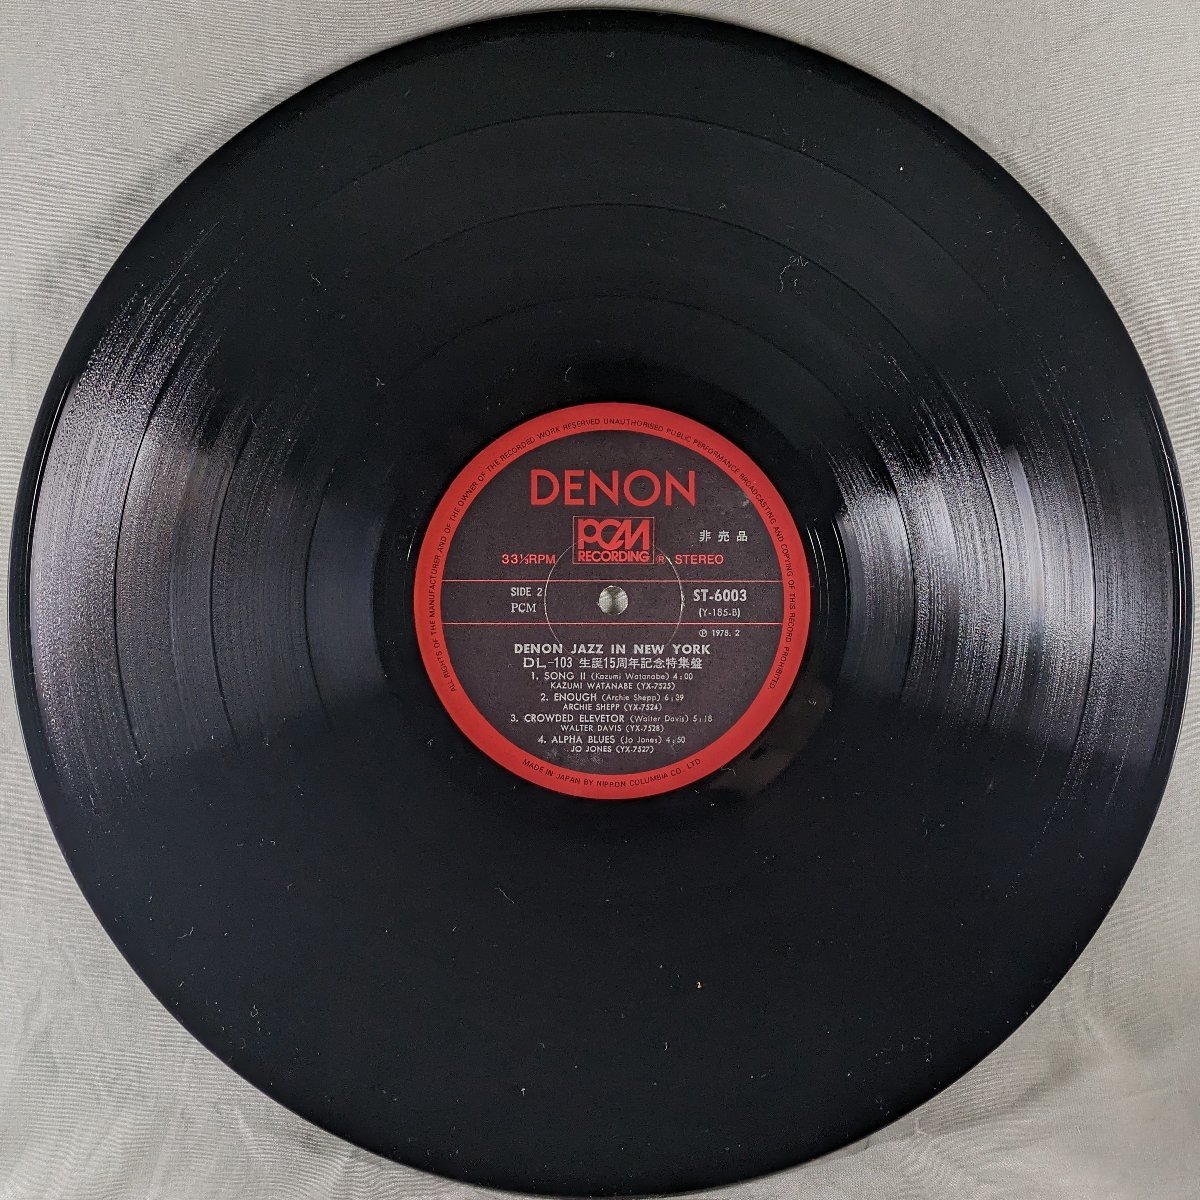 ALL RIGHTS OF THE MANUFACTURER AND OF THE OWNER OF THE RECORDED WORK RESERVED UNAUTHORISED PUBLIC PERFORMANCE BROADCASTING AND COPYING OF THIS RECORD PROHIBITED.
DENON
PCM
RECORDING
非売品
33⅓RPM
(R) STEREO
SIDE 2
PCM
ST-6003
(Y-185-B)
℗ 1978. 2
DENON JAZZ IN NEW YORK
DL-103 生誕15周年記念特集盤
1. SONG II (Kazumi Watanabe) 4:00
KAZUMI WATANABE (YX-7525)
2. ENOUGH (Archie Shepp) 6:39
ARCHIE SHEPP (YX-7524)
3. CROWDED ELEVETOR (Walter Davis) 5:18
WALTER DAVIS (YX-7528)
4. ALPHA BLUES (Jo Jones) 4:50
JO JONES (YX-7527)
MADE IN JAPAN BY NIPPON COLUMBIA CO. LTD